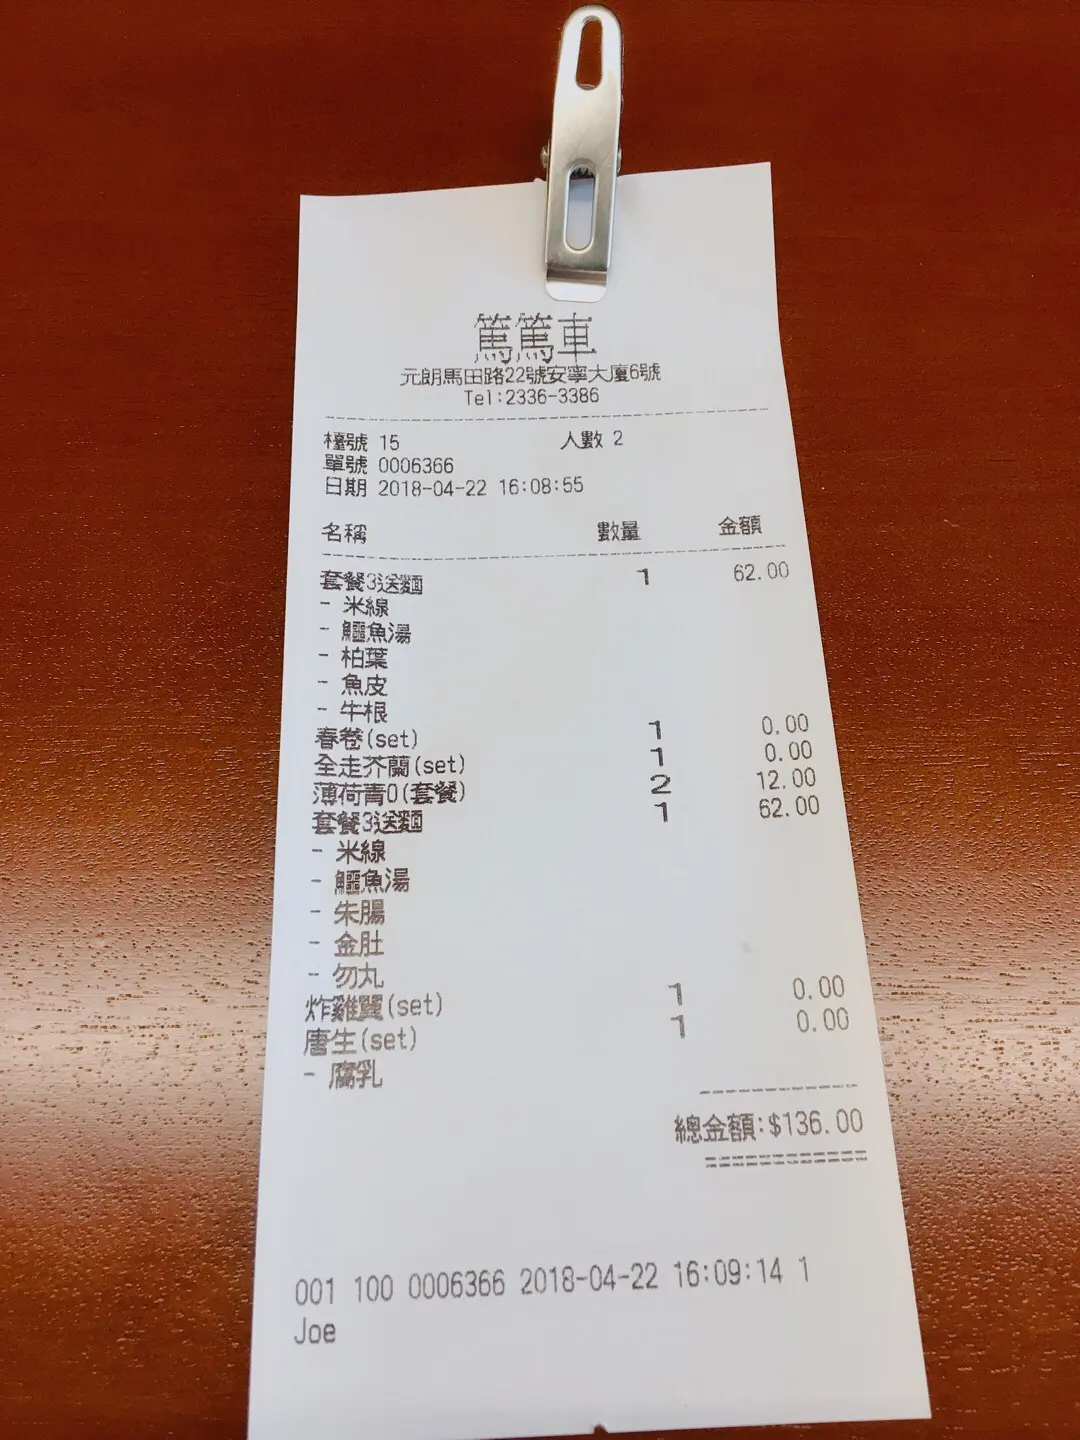 篤篤車
元朗馬田路22號安寧大廈6號
Tel:2336-3386
檯號 15 人數 2
單號 0006366
日期 2018-04-22 16:08:55
名稱 數量 金額
套餐3送麵 1 62.00
- 米線
- 鱷魚湯
- 柏葉
- 魚皮
- 牛根
春卷(set) 1 0.00
全走芥蘭(set) 1 0.00
薄荷青0(套餐) 2 12.00
套餐3送麵 1 62.00
- 米線
- 鱷魚湯
- 朱腸
- 金肚
- 勿丸
炸雞翼(set) 1 0.00
唐生(set) 1 0.00
- 腐乳
總金額:$136.00
001 100 0006366 2018-04-22 16:09:14 1
Joe